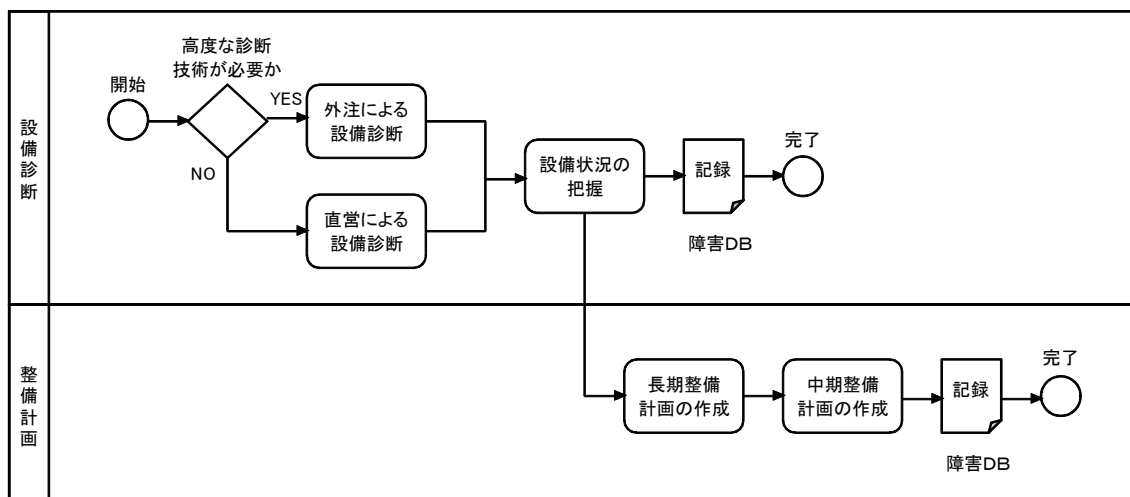 設備診断
開始
高度な診断
技術が必要か
YES
NO
外注による
設備診断
直営による
設備診断
設備状況の
把握
記録
障害DB
完了
整備計画
長期整備
計画の作成
中期整備
計画の作成
記録
障害DB
完了